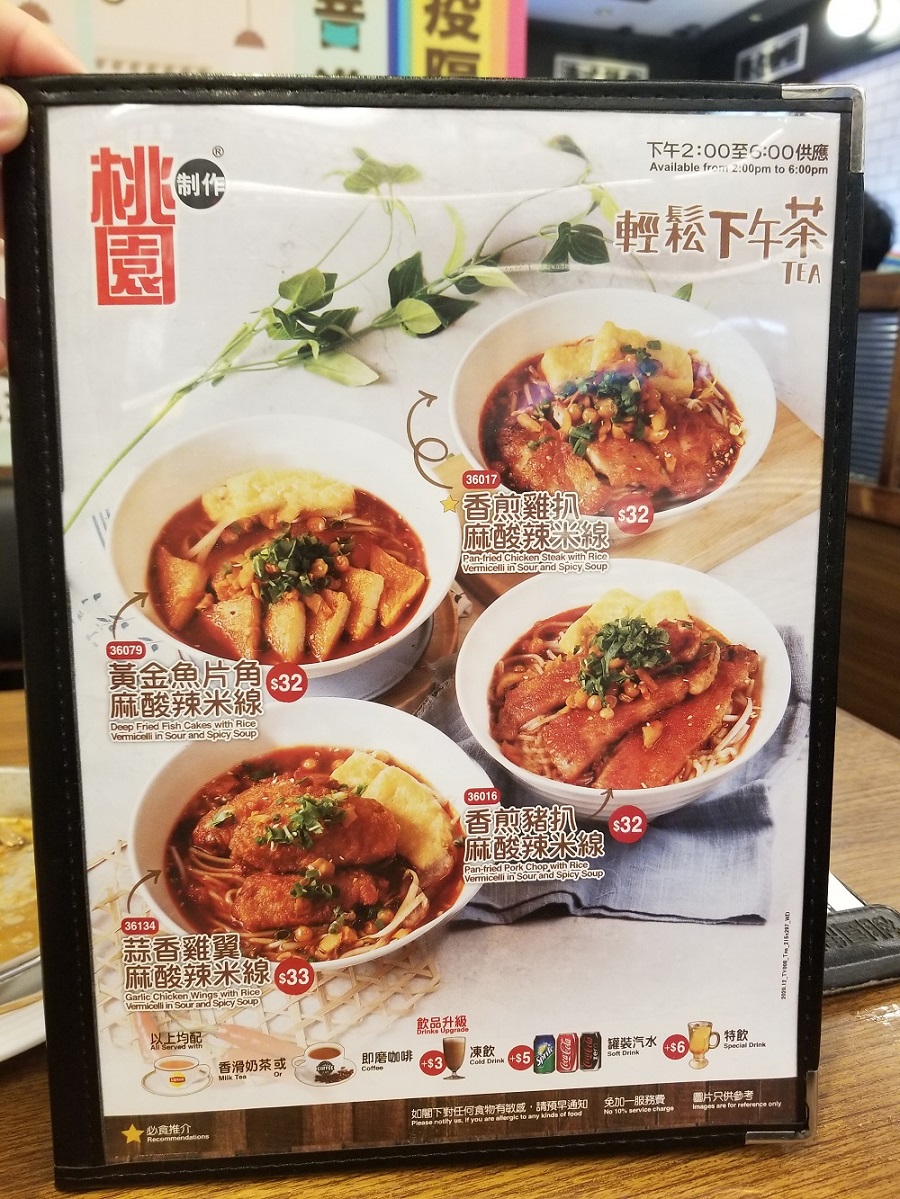 疫
桃園
制作
®
下午2:00至6:00供應
Available from 2:00pm to 6:00pm
輕鬆下午茶
TEA
36017
香煎雞扒
麻酸辣米線
$32
Pan-fried Chicken Steak with Rice
Vermicelli in Sour and Spicy Soup
36079
黃金魚片角
麻酸辣米線
$32
Deep Fried Fish Cakes with Rice
Vermicelli in Sour and Spicy Soup
36016
香煎豬扒
麻酸辣米線
$32
Pan-fried Pork Chop with Rice
Vermicelli in Sour and Spicy Soup
36134
蒜香雞翼
麻酸辣米線
$33
Garlic Chicken Wings with Rice
Vermicelli in Sour and Spicy Soup
以上均配
All Served with
Lipton
香滑奶茶或
Milk Tea Or
即磨咖啡
Coffee
飲品升級
Drinks Upgrade
+$3
凍飲
Cold Drink
+$5
Sprite
罐裝汽水
Soft Drink
+$6
特飲
Special Drink
必食推介
Recommendations
如閣下對任何食物有敏感，請預早通知
Please notify us, if you are allergic to any kinds of food
免加一服務費
No 10% service charge
圖片只供參考
Images are for reference only